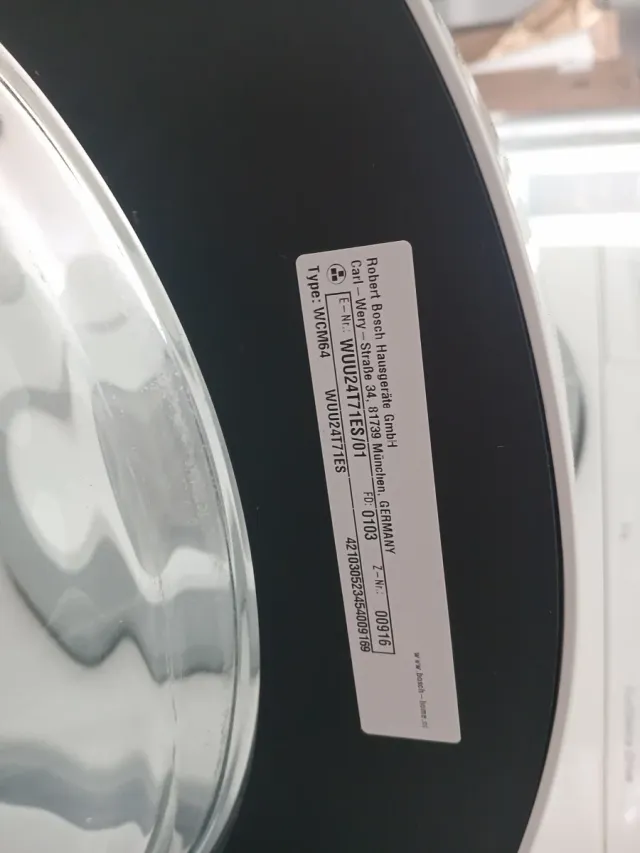 Robert Bosch Hausgeräte GmbH
Carl – Wery – Straße 34, 81739 München, GERMANY
E – Nr.: WUU24T71ES/01 FD: 0103 Z – Nr.: 00916
Type: WCM64 WUU24T71ES 421030523454009169